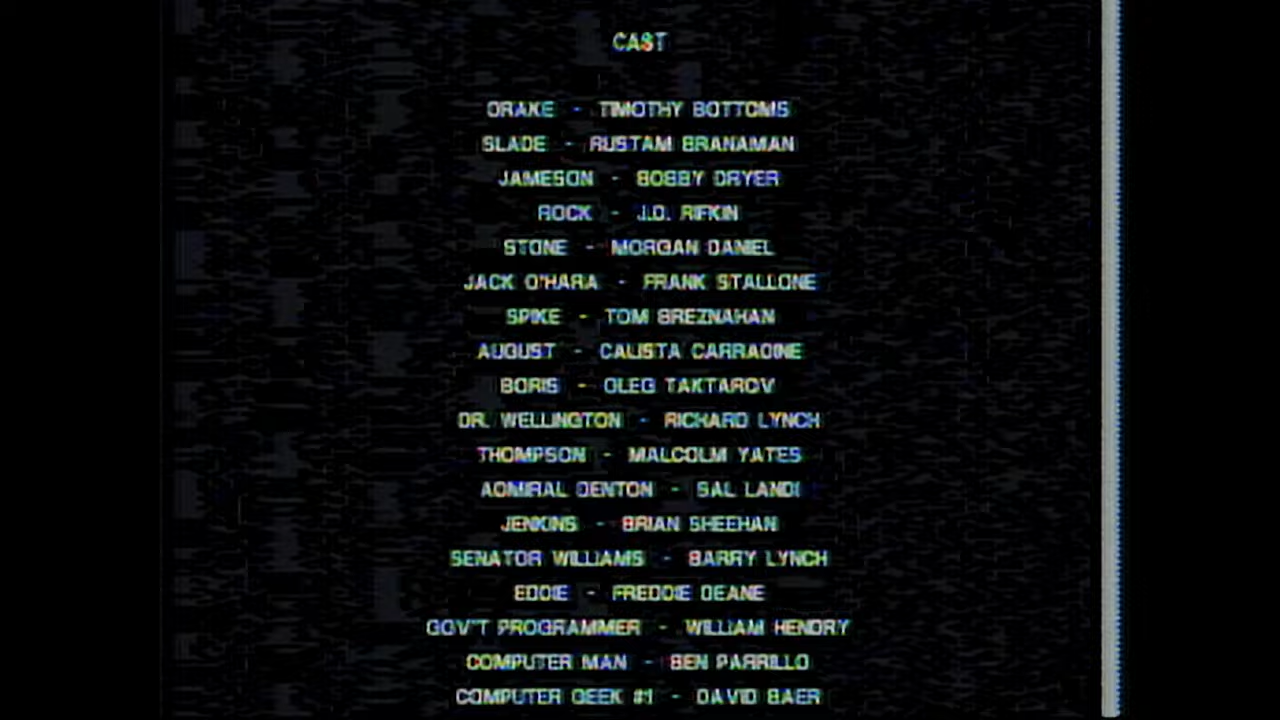 CAST
DRAKE - TIMOTHY BOTTOMS
SLADE - RUSTAM BRANAMAN
JAMESON - BOBBY DRYER
ROCK - J.D. RIFKIN
STONE - MORGAN DANIEL
JACK O'HARA - FRANK STALLONE
SPIKE - TOM BREZNAHAN
AUGUST - CALISTA CARRADINE
BORIS - OLEG TAKTAROV
DR. WELLINGTON - RICHARD LYNCH
THOMPSON - MALCOLM YATES
ADMIRAL DENTON - SAL LANDI
JENKINS - BRIAN SHEEHAN
SENATOR WILLIAMS - BARRY LYNCH
EDDIE - FREDDIE DEANE
GOV'T PROGRAMMER - WILLIAM HENDRY
COMPUTER MAN - BEN PARRILLO
COMPUTER GEEK #1 - DAVID BAER